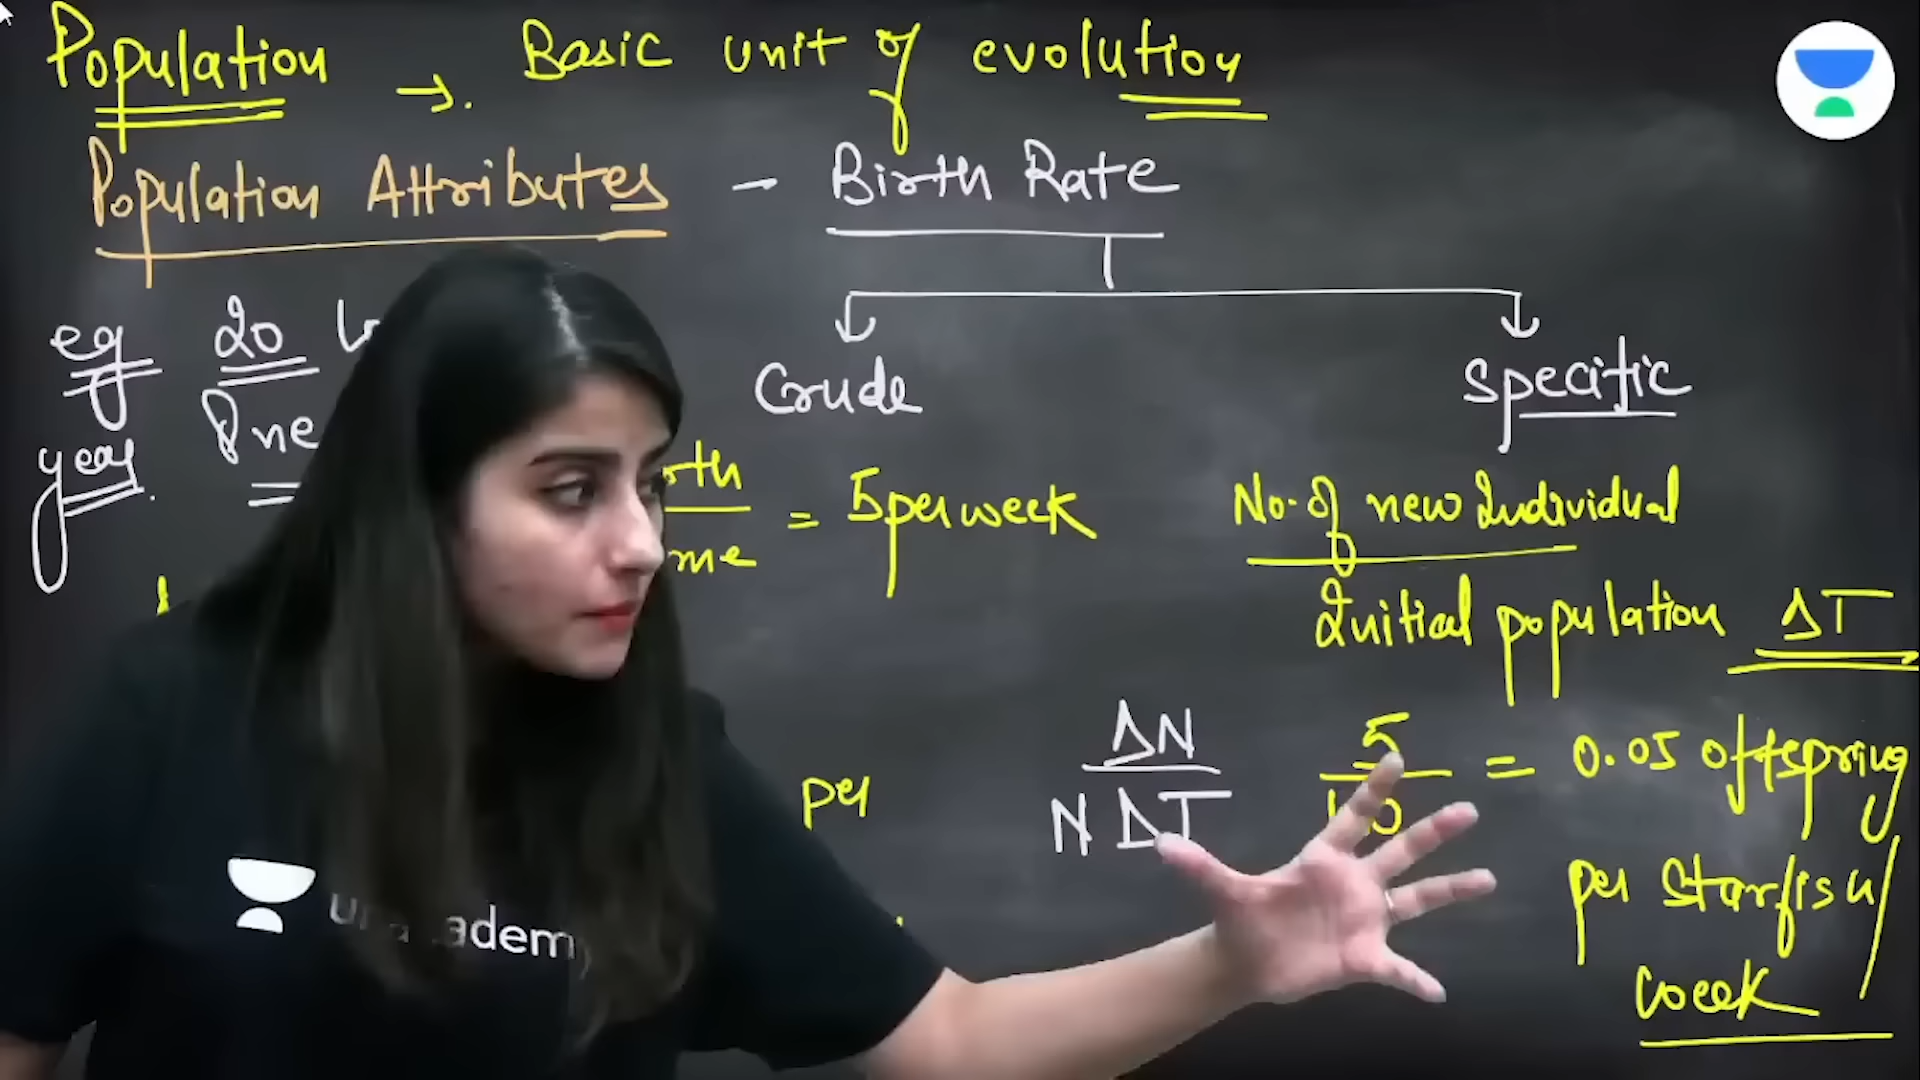 Population → Basic unit of evolution
Population Attributes - Birth Rate
Crude Specific
eg 20
year.
= 5 per week
No. of new Individual
Initial population ΔT
ΔN
N ΔT
5
= 0.05 offspring
per Starfish/
week
per